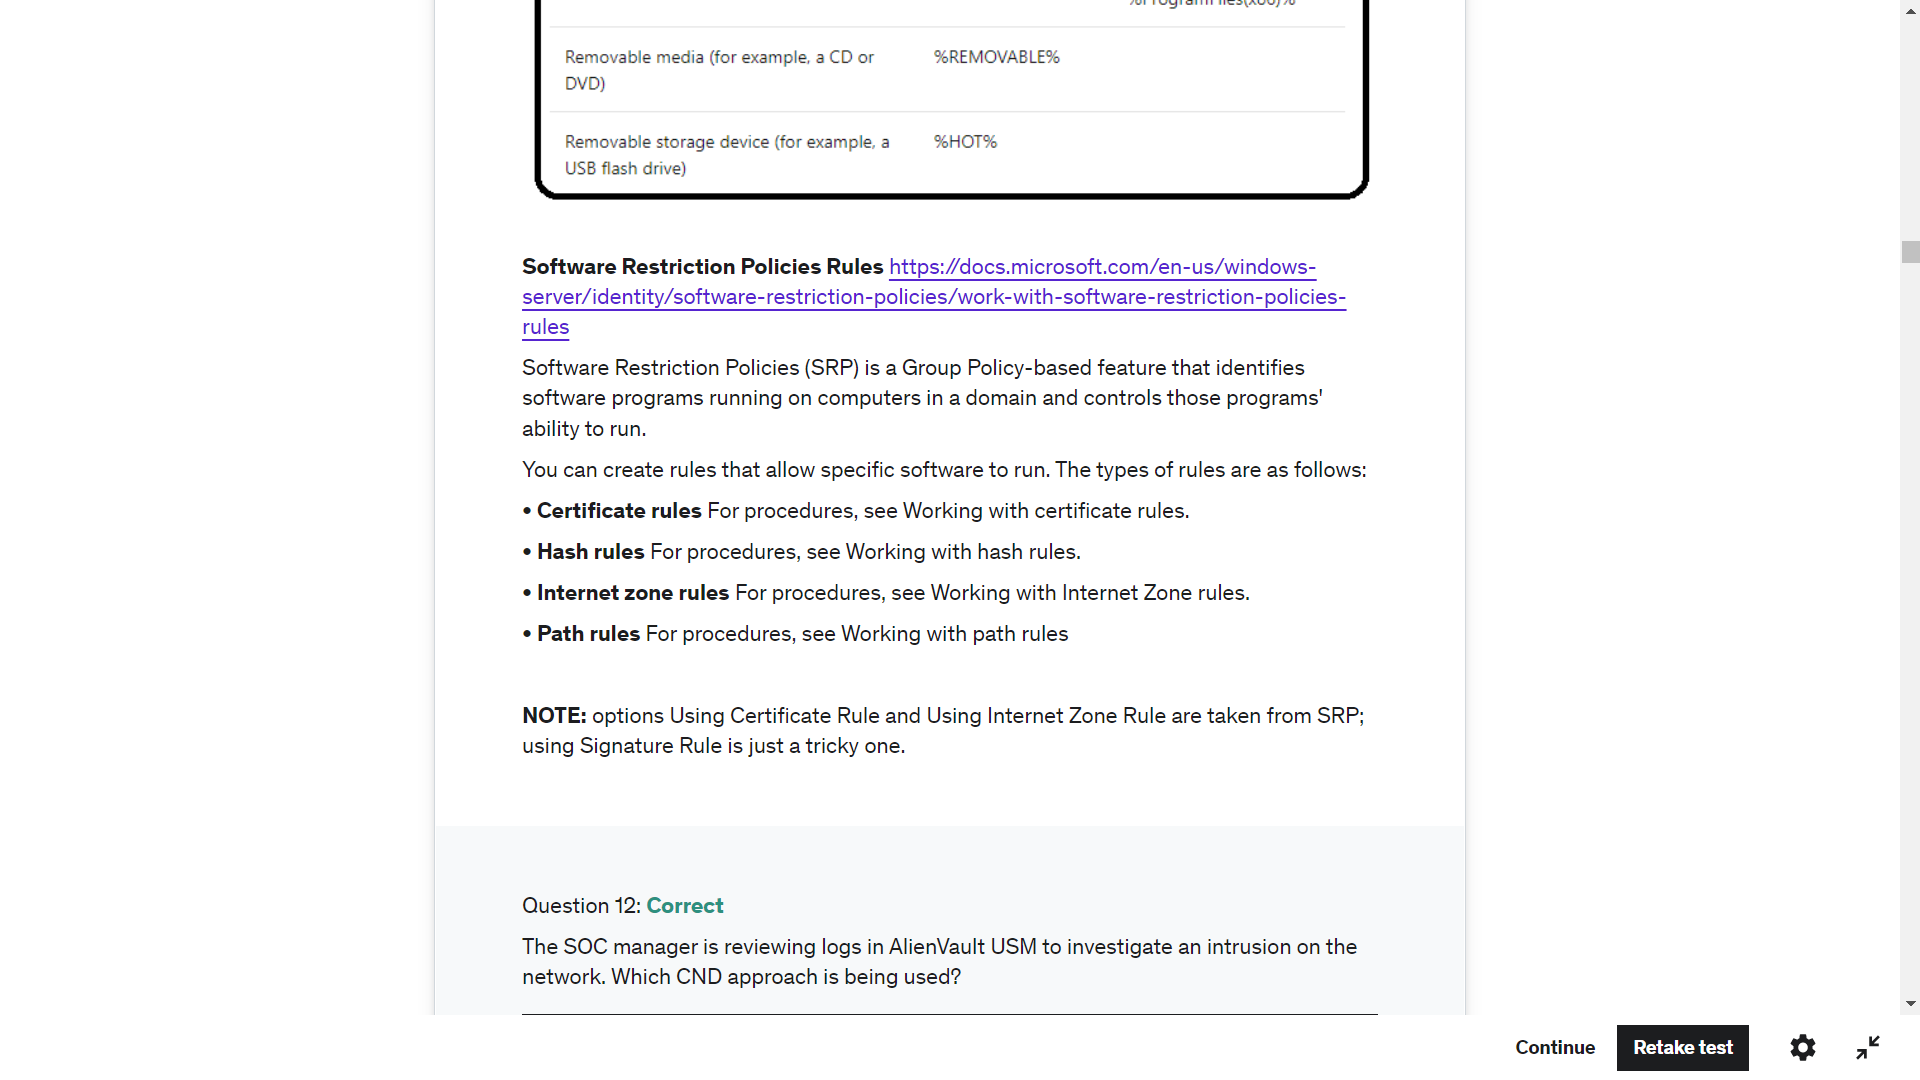 Removable media (for example, a CD or %REMOVABLE%
DVD)
Removable storage device (for example, a %HOT%
USB flash drive)
Software Restriction Policies Rules https://docs.microsoft.com/en-us/windows-
server/identity/software-restriction-policies/work-with-software-restriction-policies-
rules
Software Restriction Policies (SRP) is a Group Policy-based feature that identifies
software programs running on computers in a domain and controls those programs'
ability to run.
You can create rules that allow specific software to run. The types of rules are as follows:
• Certificate rules For procedures, see Working with certificate rules.
• Hash rules For procedures, see Working with hash rules.
• Internet zone rules For procedures, see Working with Internet Zone rules.
• Path rules For procedures, see Working with path rules
NOTE: options Using Certificate Rule and Using Internet Zone Rule are taken from SRP;
using Signature Rule is just a tricky one.
Question 12: Correct
The SOC manager is reviewing logs in AlienVault USM to investigate an intrusion on the
network. Which CND approach is being used?
Continue Retake test